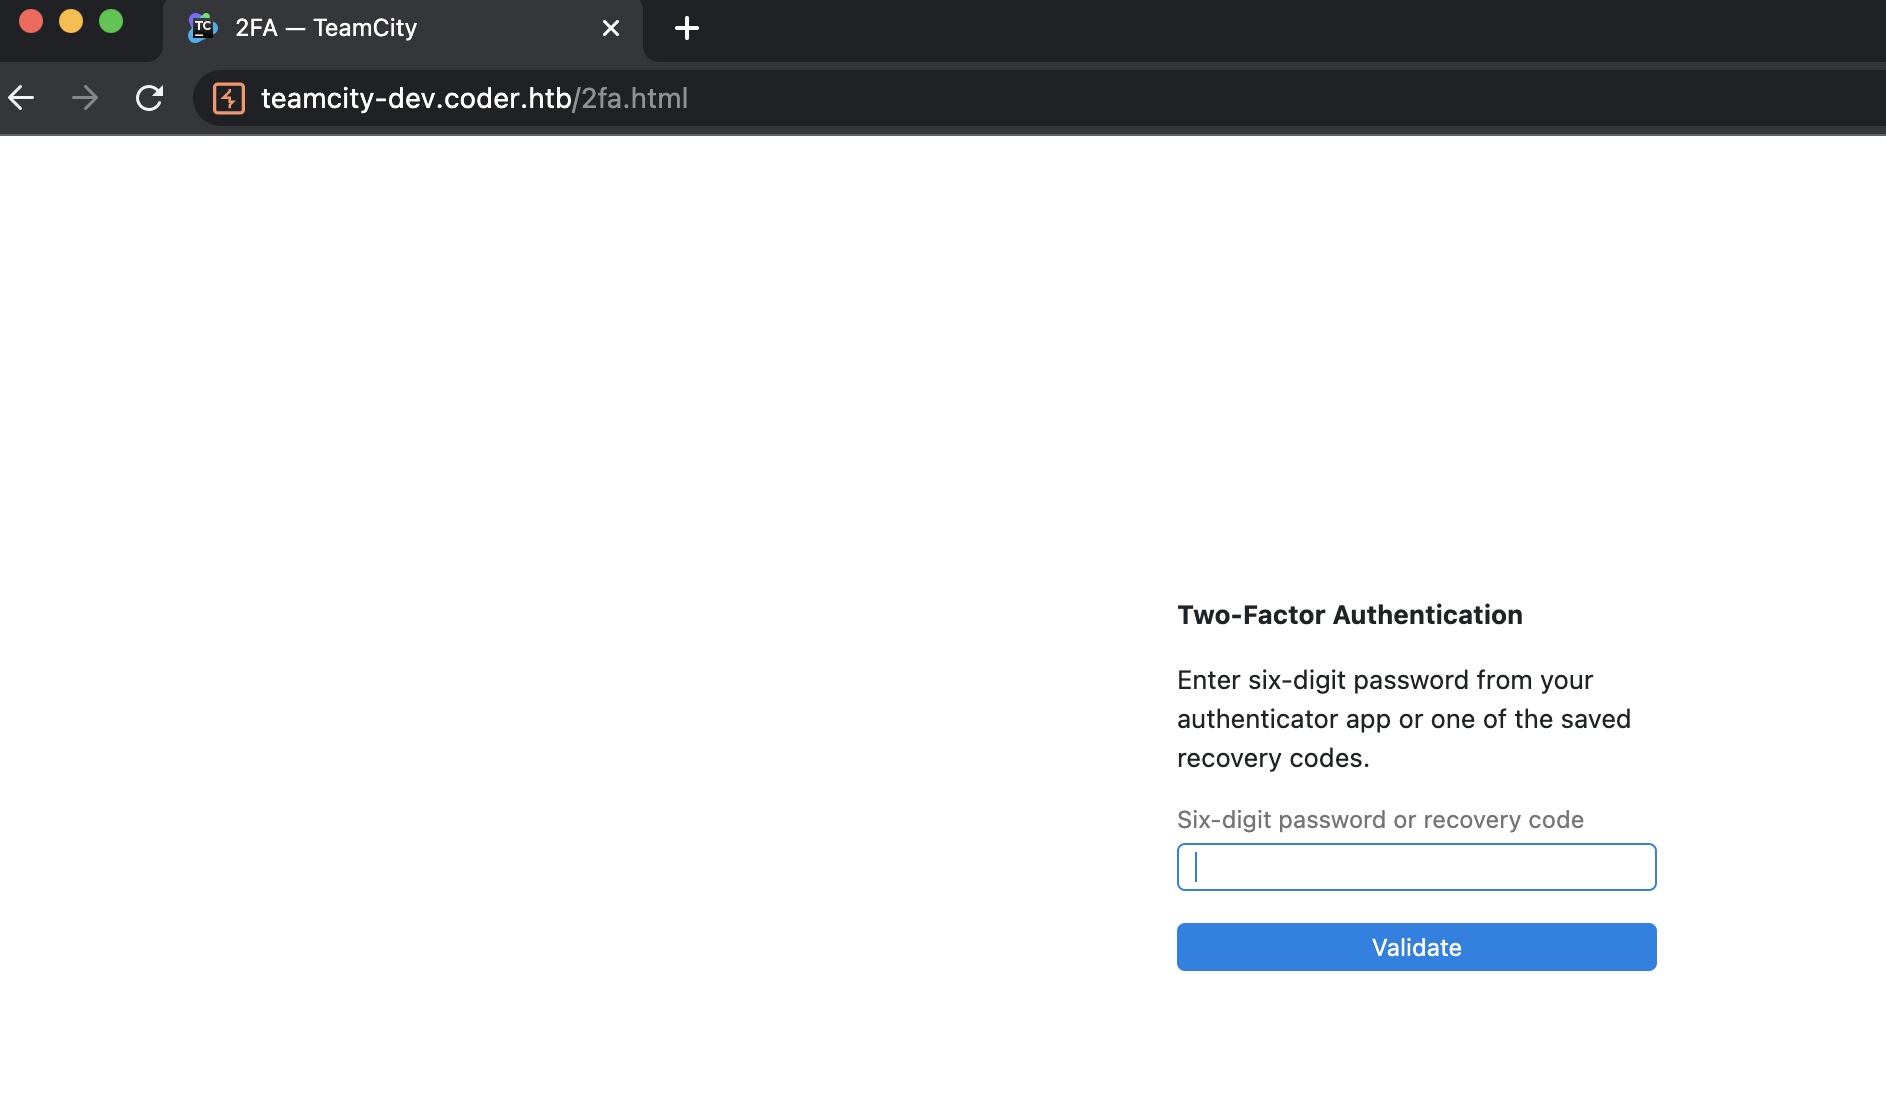 TC
2FA — TeamCity
teamcity-dev.coder.htb/2fa.html
Two-Factor Authentication
Enter six-digit password from your
authenticator app or one of the saved
recovery codes.
Six-digit password or recovery code
Validate